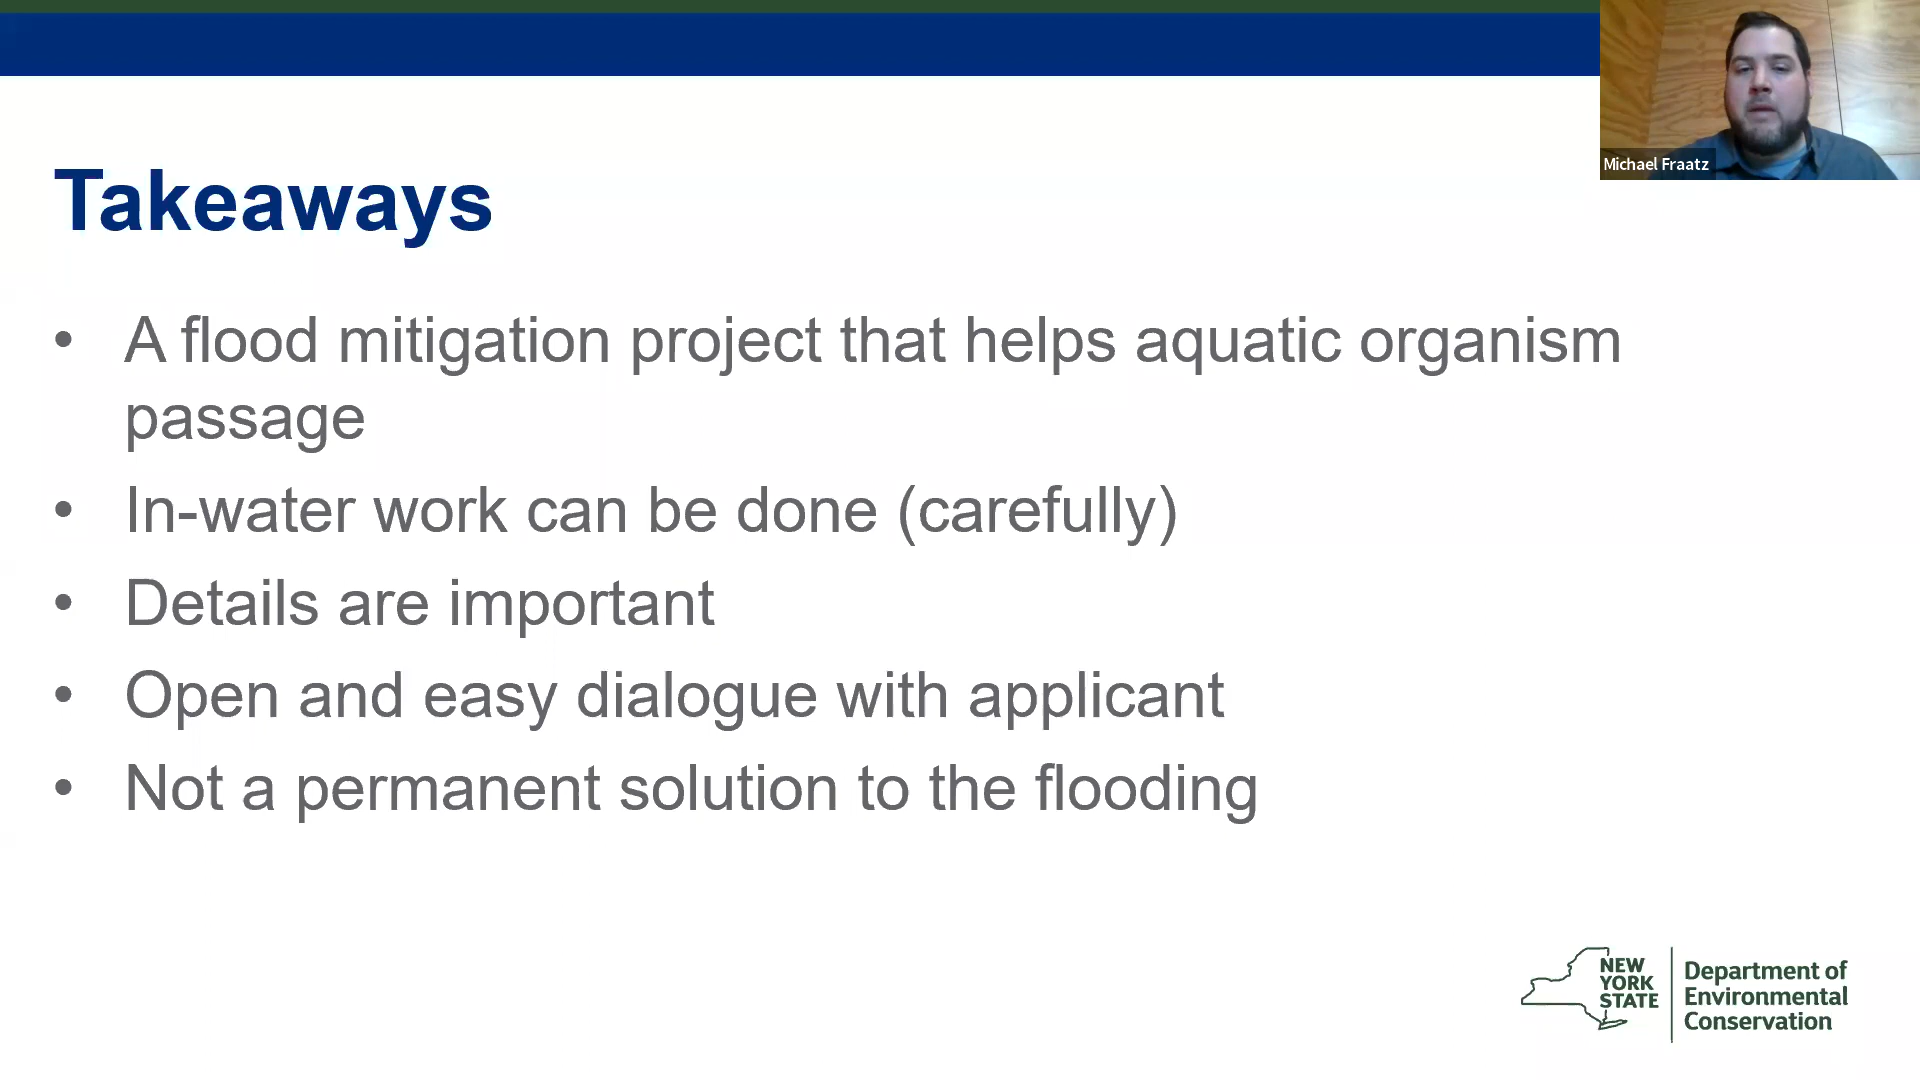 Michael Fraatz
Takeaways
• A flood mitigation project that helps aquatic organism
passage
• In-water work can be done (carefully)
• Details are important
• Open and easy dialogue with applicant
• Not a permanent solution to the flooding
NEW
YORK
STATE
Department of
Environmental
Conservation